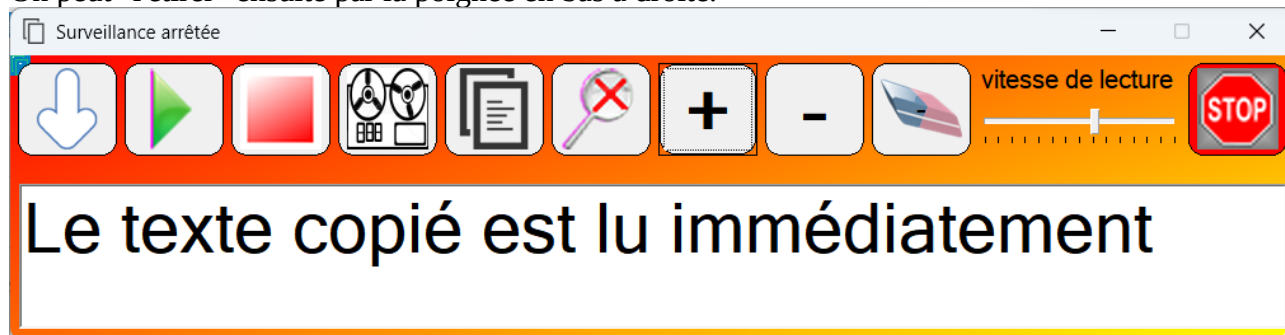 On peut "l'étirer" ensuite par la poignée en bas à droite.
Surveillance arrêtée
+ - vitesse de lecture STOP
Le texte copié est lu immédiatement